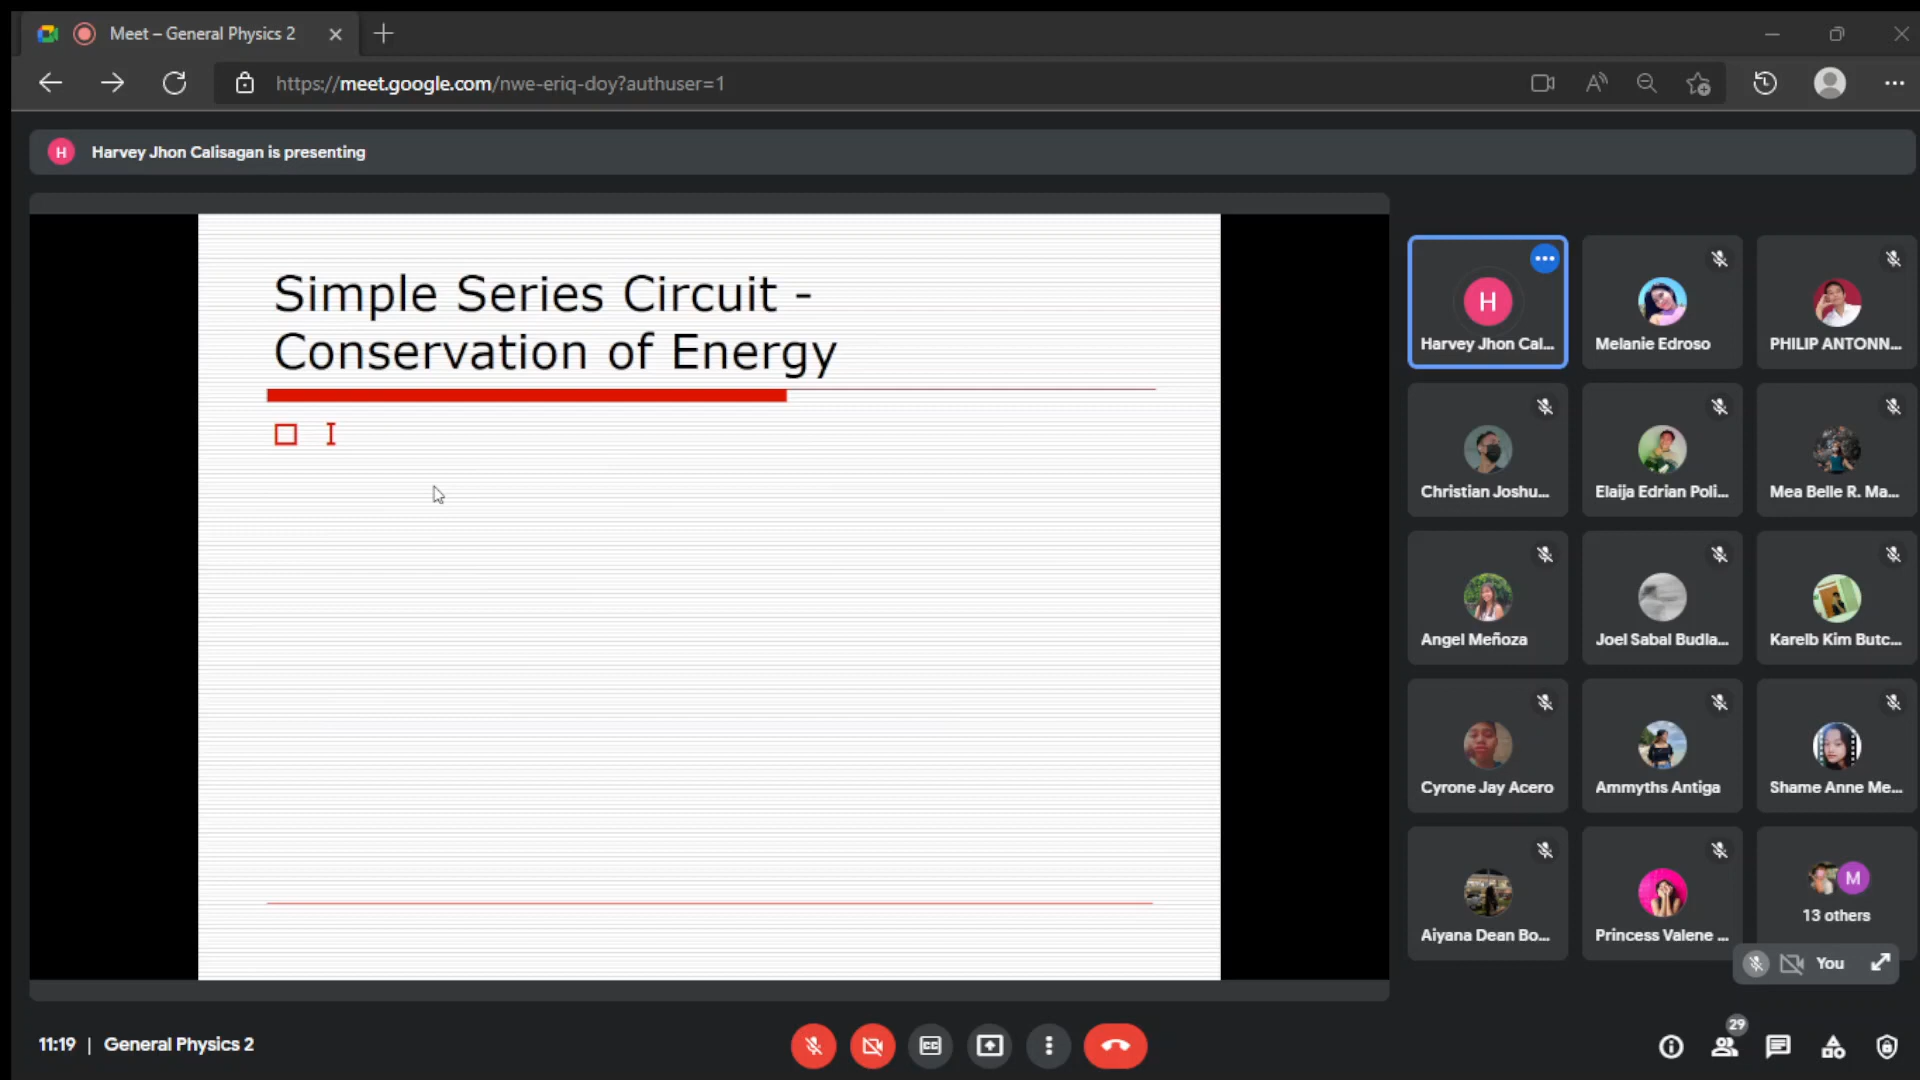 Meet – General Physics 2
https://meet.google.com/nwe-eriq-doy?authuser=1
H Harvey Jhon Calisagan is presenting
Simple Series Circuit -
Conservation of Energy
I
H
Harvey Jhon Cal...
Melanie Edroso
PHILIP ANTONN...
Christian Joshu...
Elaija Edrian Poli...
Mea Belle R. Ma...
Angel Meñoza
Joel Sabal Budla...
Karelb Kim Butc...
Cyrone Jay Acero
Ammyths Antiga
Shame Anne Me...
M
Aiyana Dean Bo...
Princess Valene ...
13 others
You
11:19 | General Physics 2
CC
29